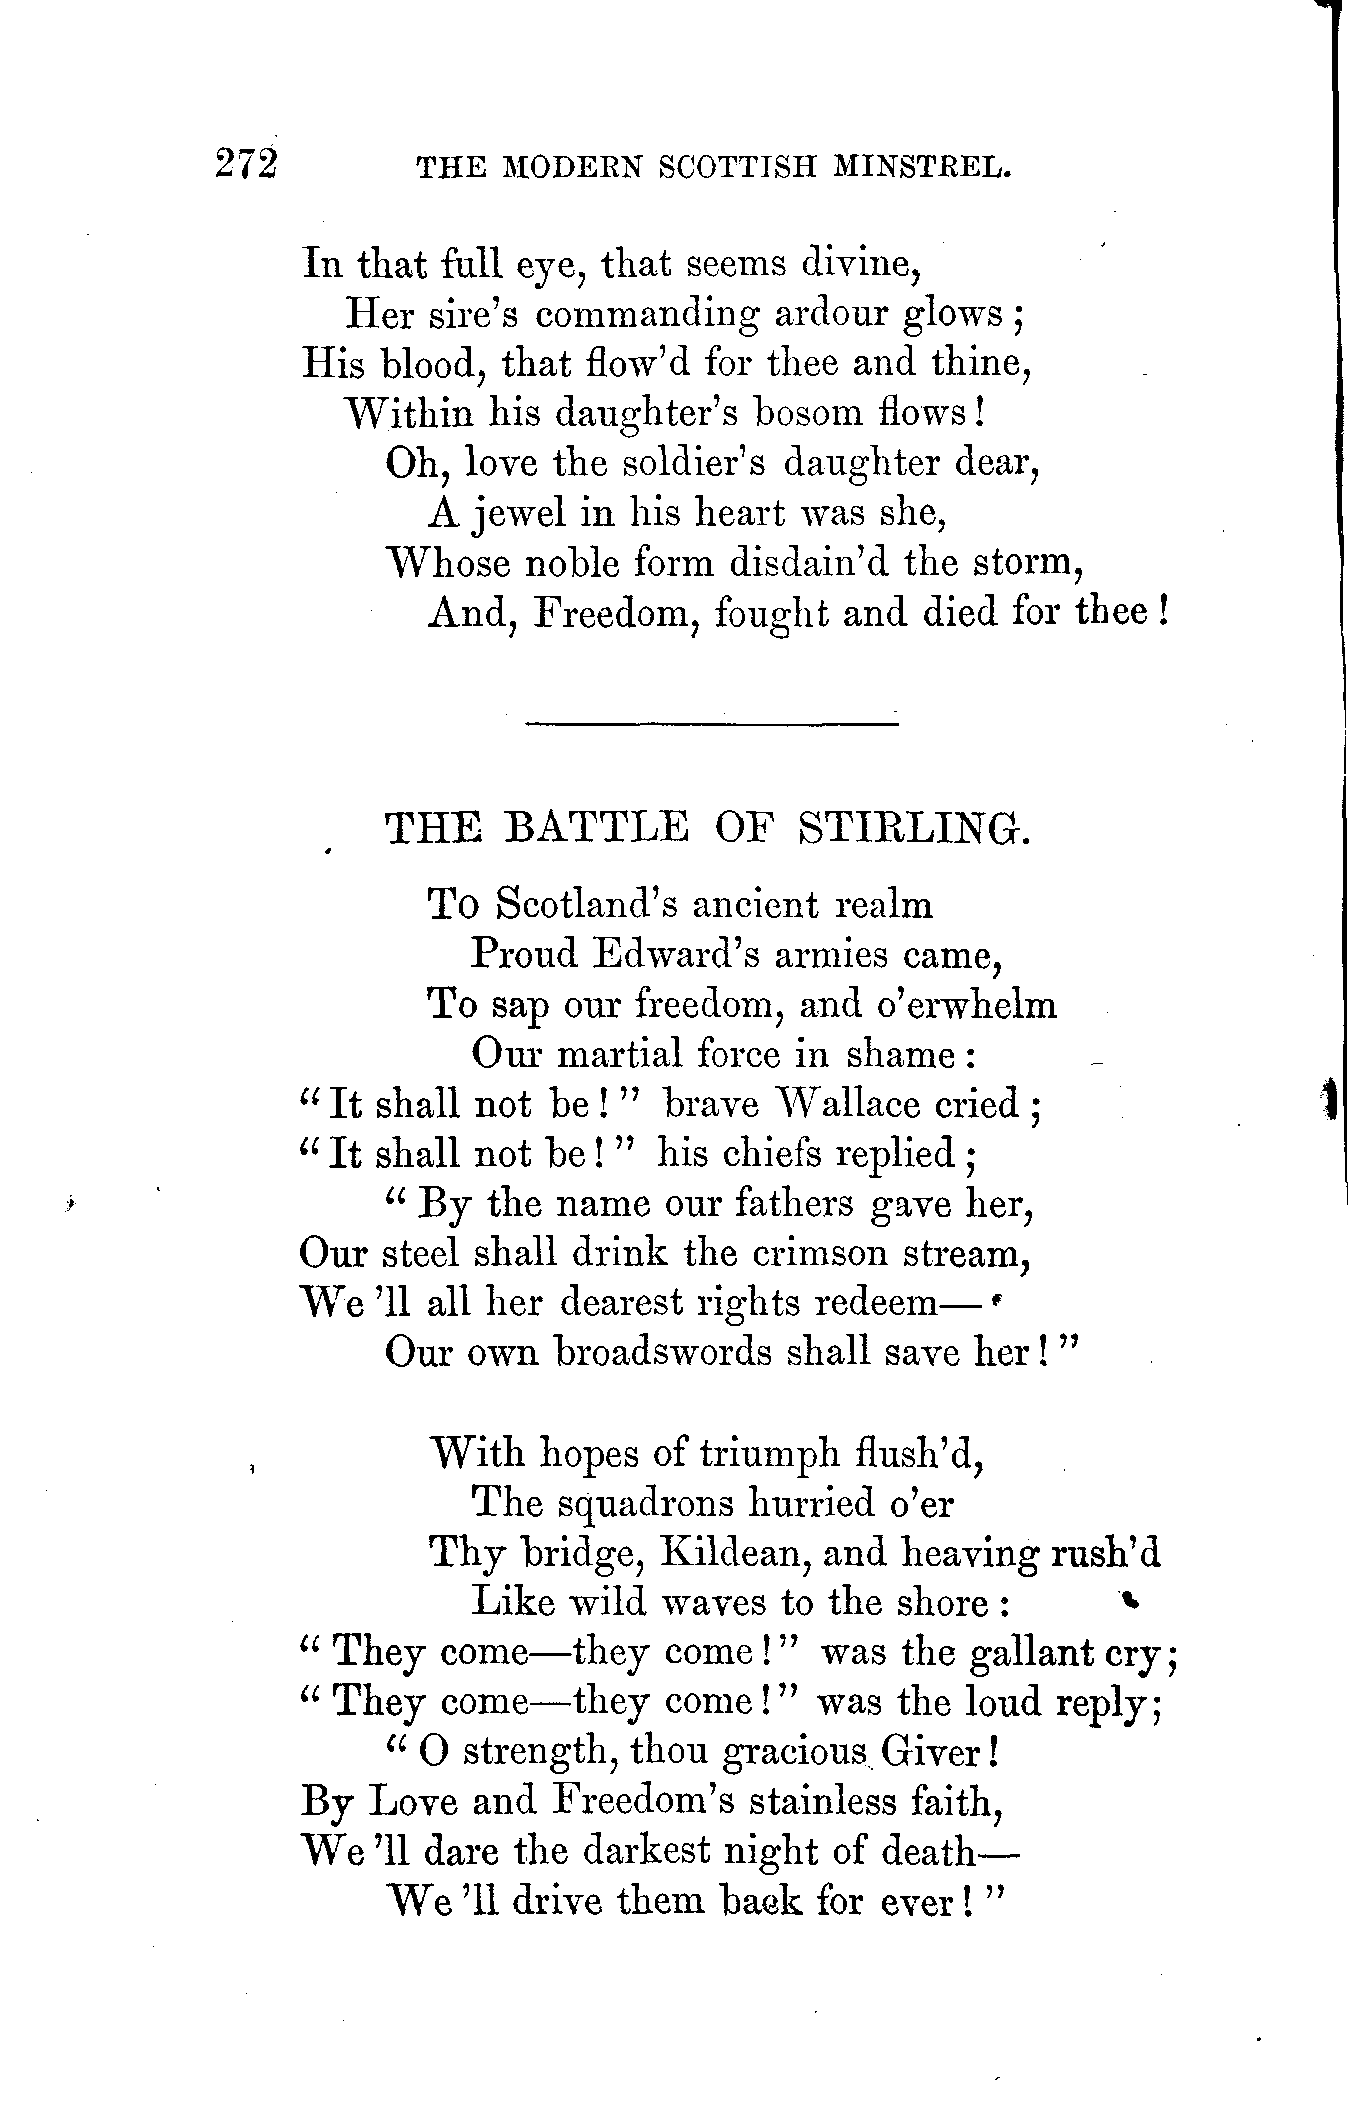 272 THE MODERN SCOTTISH MINSTREL.
In that full eye, that seems divine,
Her sire's commanding ardour glows;
His blood, that flow'd for thee and thine,
Within his daughter's bosom flows!
Oh, love the soldier's daughter dear,
A jewel in his heart was she,
Whose noble form disdain'd the storm,
And, Freedom, fought and died for thee!
THE BATTLE OF STIRLING.
To Scotland's ancient realm
Proud Edward's armies came,
To sap our freedom, and o'erwhelm
Our martial force in shame:
"It shall not be!" brave Wallace cried;
"It shall not be!" his chiefs replied;
"By the name our fathers gave her,
Our steel shall drink the crimson stream,
We 'll all her dearest rights redeem—
Our own broadswords shall save her!"
With hopes of triumph flush'd,
The squadrons hurried o'er
Thy bridge, Kildean, and heaving rush'd
Like wild waves to the shore:
"They come—they come!" was the gallant cry;
"They come—they come!" was the loud reply;
"O strength, thou gracious Giver!
By Love and Freedom's stainless faith,
We 'll dare the darkest night of death—
We 'll drive them back for ever!"